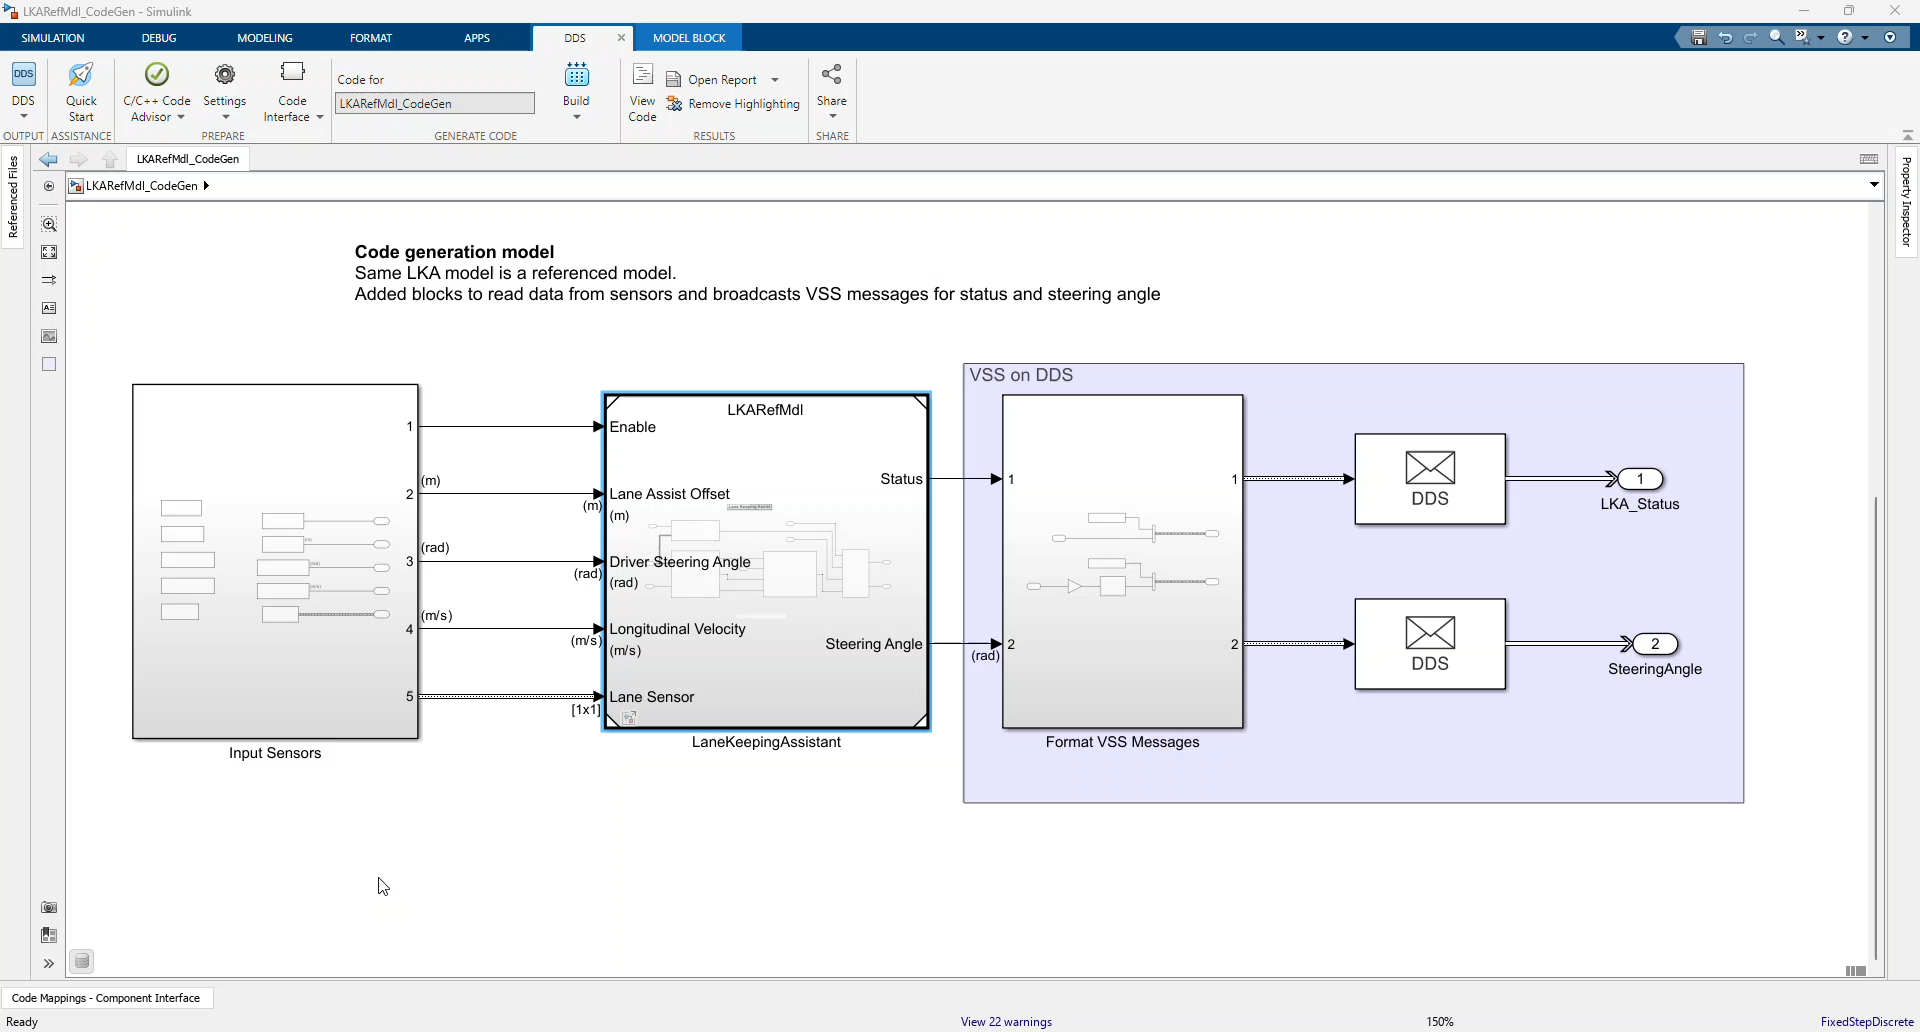 LKARefMdl_CodeGen - Simulink
SIMULATION
DEBUG
MODELING
FORMAT
APPS
DDS
MODEL BLOCK
DDS
DDS
OUTPUT
Quick
Start
ASSISTANCE
C/C++ Code
Advisor
Settings
Code
Interface
PREPARE
Code for
LKARefMdl_CodeGen
Build
GENERATE CODE
View
Code
Open Report
Remove Highlighting
RESULTS
Share
SHARE
Referenced Files
LKARefMdl_CodeGen
LKARefMdl_CodeGen
Property Inspector
Code generation model
Same LKA model is a referenced model.
Added blocks to read data from sensors and broadcasts VSS messages for status and steering angle
1
(m)
2
(rad)
3
(m/s)
4
5
Input Sensors
LKARefMdl
Enable
Lane Assist Offset
(m)
(m)
Lane Keeping Assist
Driver Steering Angle
(rad)
(rad)
Longitudinal Velocity
(m/s)
(m/s)
Lane Sensor
[1x1]
Status
Steering Angle
LaneKeepingAssistant
VSS on DDS
1
2
(rad)
1
2
Format VSS Messages
DDS
1
LKA_Status
DDS
2
SteeringAngle
Code Mappings - Component Interface
Ready
View 22 warnings
150%
FixedStepDiscrete